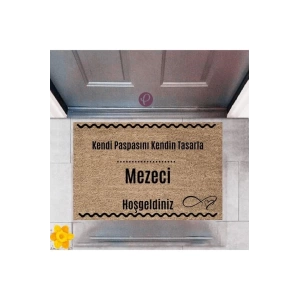 Kendi Paspasını Kendin Tasarla
....................
Mezeci
Hoşgeldiniz